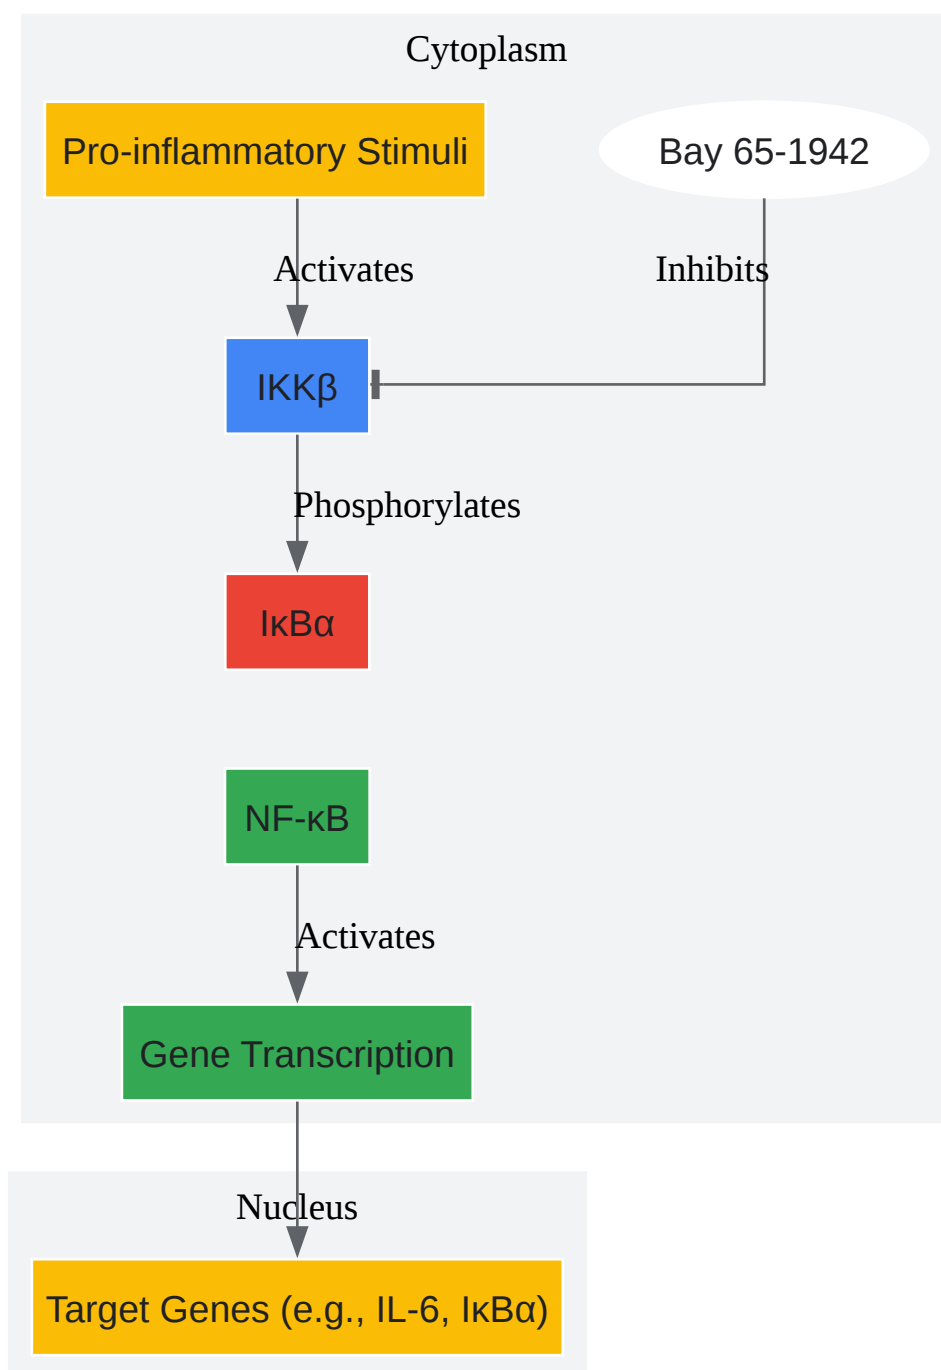 Cytoplasm
Pro-inflammatory Stimuli
Bay 65-1942
Activates
Inhibits
IKKβ
Phosphorylates
IκBα
NF-κB
Activates
Gene Transcription
Nucleus
Target Genes (e.g., IL-6, IκBα)